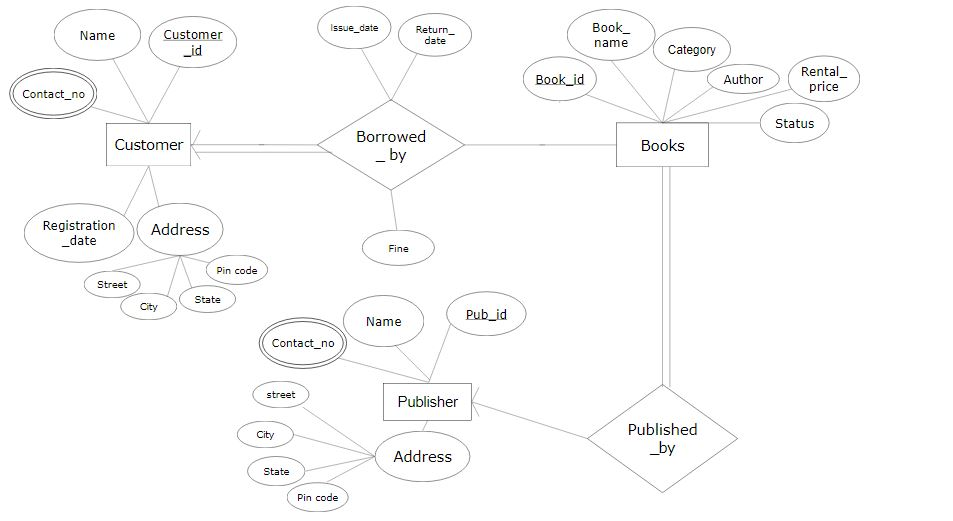 Name
Customer
_id
Contact_no
Customer
Registration
_date
Address
Street
City
State
Pin code
Issue_date
Return_
date
Borrowed
_ by
Fine
Book_
name
Category
Book_id
Author
Rental_
price
Status
Books
Name
Pub_id
Contact_no
Publisher
street
City
State
Pin code
Address
Published
_by